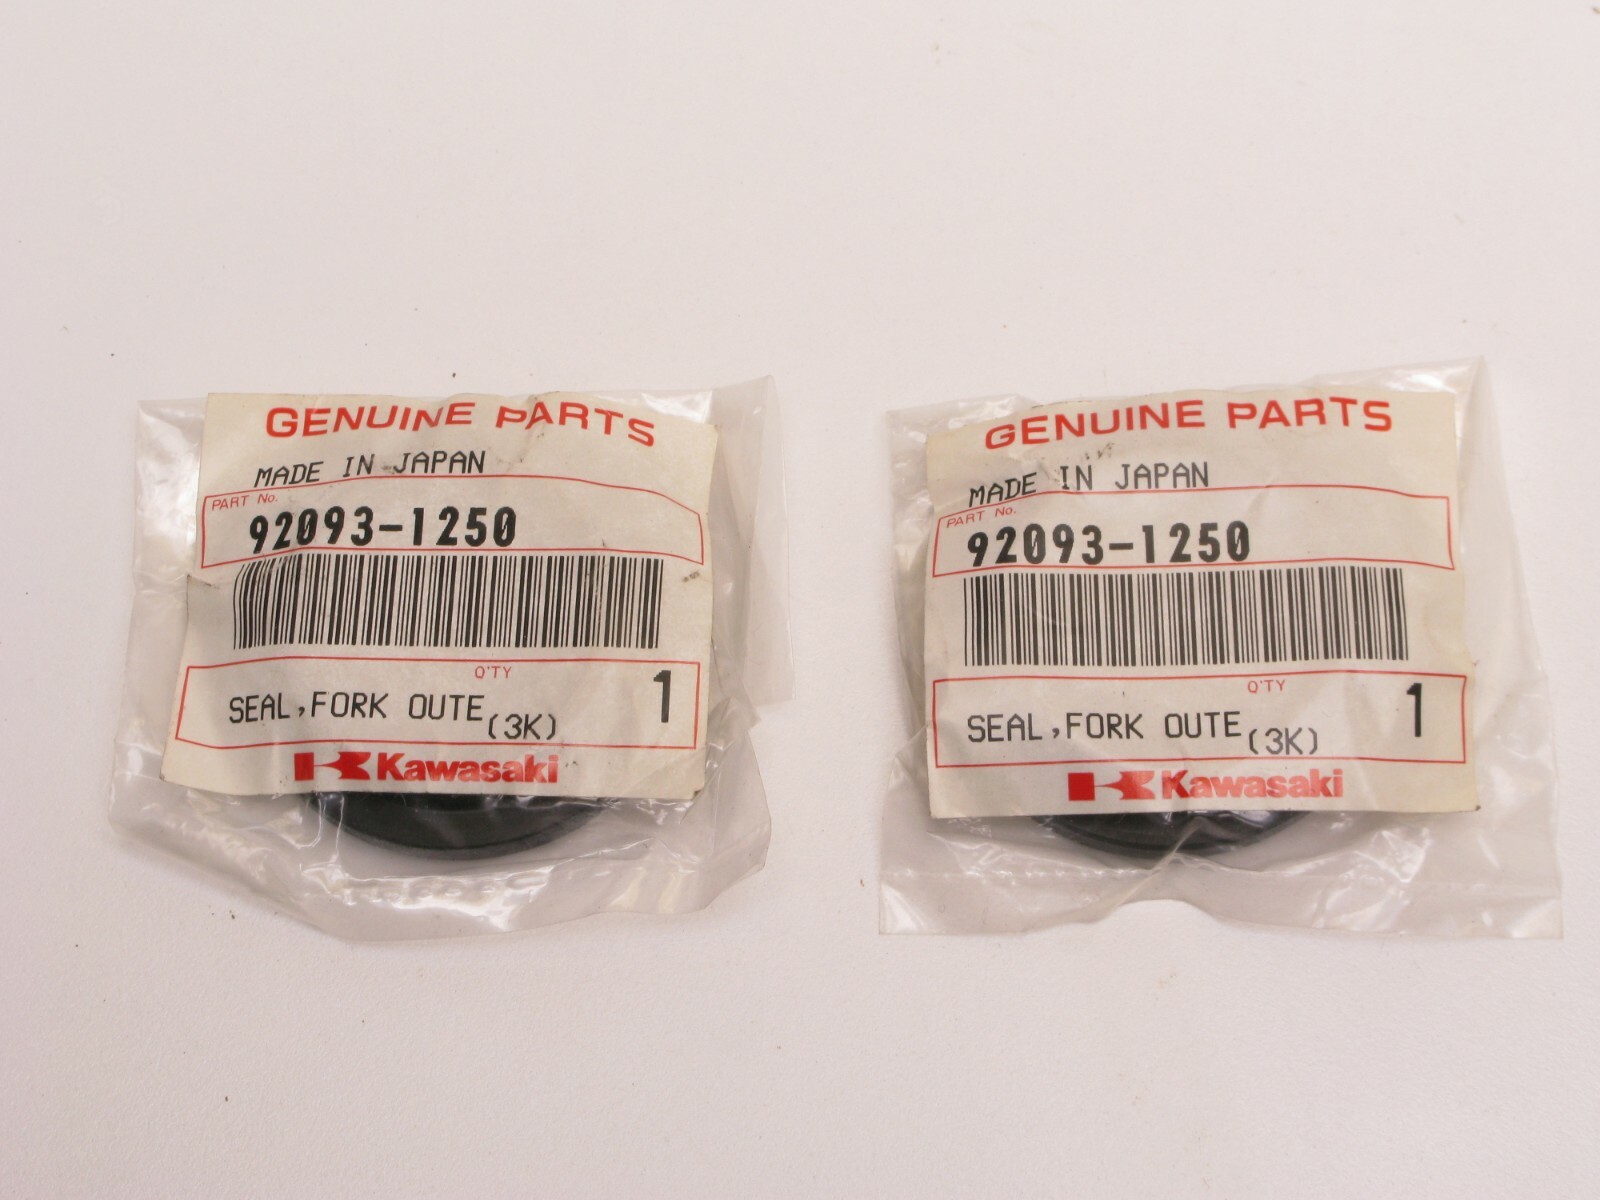 GENUINE PARTS
MADE IN JAPAN
PART No.
92093-1250
Q'TY
SEAL,FORK OUTE(3K) 1
Kawasaki
GENUINE PARTS
MADE IN JAPAN
PART No.
92093-1250
Q'TY
SEAL,FORK OUTE(3K) 1
Kawasaki